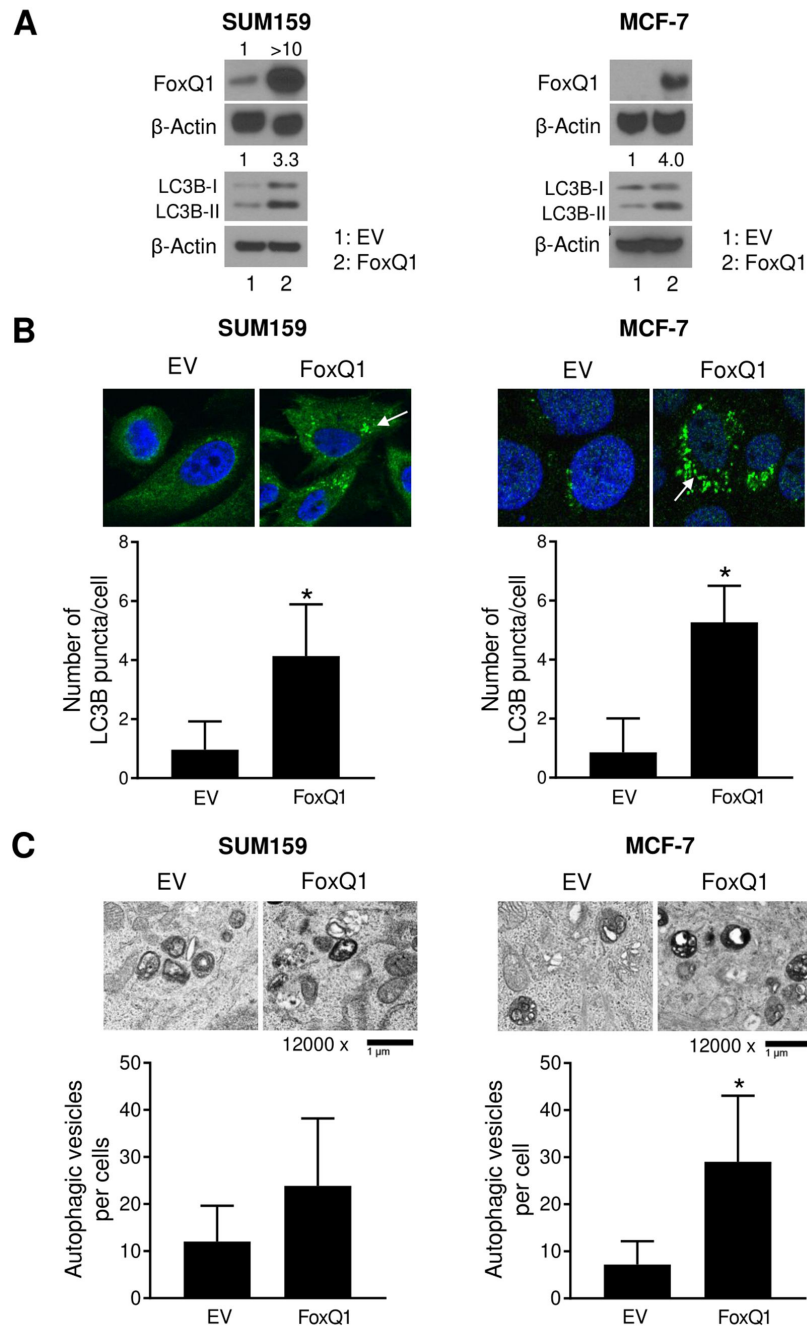 A
SUM159
1 >10
FoxQ1
β-Actin
1 3.3
LC3B-I
LC3B-II
β-Actin
1 2
1: EV
2: FoxQ1
MCF-7
FoxQ1
β-Actin
1 4.0
LC3B-I
LC3B-II
β-Actin
1 2
1: EV
2: FoxQ1
B
SUM159
EV FoxQ1
Number of
LC3B puncta/cell
8
6
4
2
0
*
EV FoxQ1
MCF-7
EV FoxQ1
Number of
LC3B puncta/cell
8
6
4
2
0
*
EV FoxQ1
C
SUM159
EV FoxQ1
12000 x
1 µm
Autophagic vesicles
per cells
50
40
30
20
10
0
EV FoxQ1
MCF-7
EV FoxQ1
12000 x
1 µm
Autophagic vesicles
per cell
50
40
30
20
10
0
*
EV FoxQ1